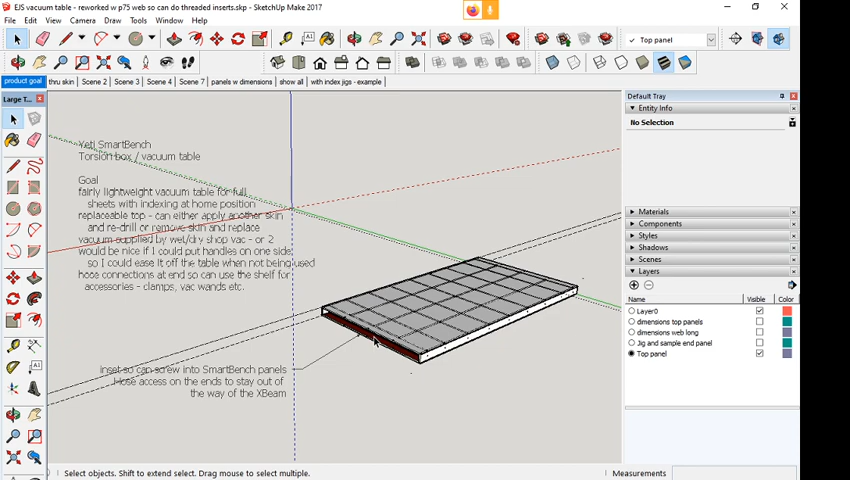 EJS vacuum table - reworked w p75 web so can do threaded inserts.skp - SketchUp Make 2017
File Edit View Camera Draw Tools Window Help
Top panel
product goal thru skin Scene 2 Scene 3 Scene 4 Scene 7 panels w dimensions show all with index jigs - example
Large T...
Default Tray
Entity Info
No Selection
Materials
Components
Styles
Shadows
Scenes
Layers
Name Visible Color
Layer0
dimensions top panels
dimensions web long
Jig and sample end panel
Top panel
Yeti SmartBench
Torsion box / vacuum table
Goal
fairly lightweight vacuum table for full
sheets with indexing at home position
replaceable top - can either apply another skin
and re-drill or remove skin and replace
vacuum supplied by wet/dry shop vac - or 2
would be nice if I could put handles on one side
so I could ease it off the table when not being used
hose connections at end so can use the shelf for
accessories - clamps, vac wands etc.
inset so can screw into SmartBench panels
Hose access on the ends to stay out of
the way of the XBeam
Select objects. Shift to extend select. Drag mouse to select multiple.
Measurements